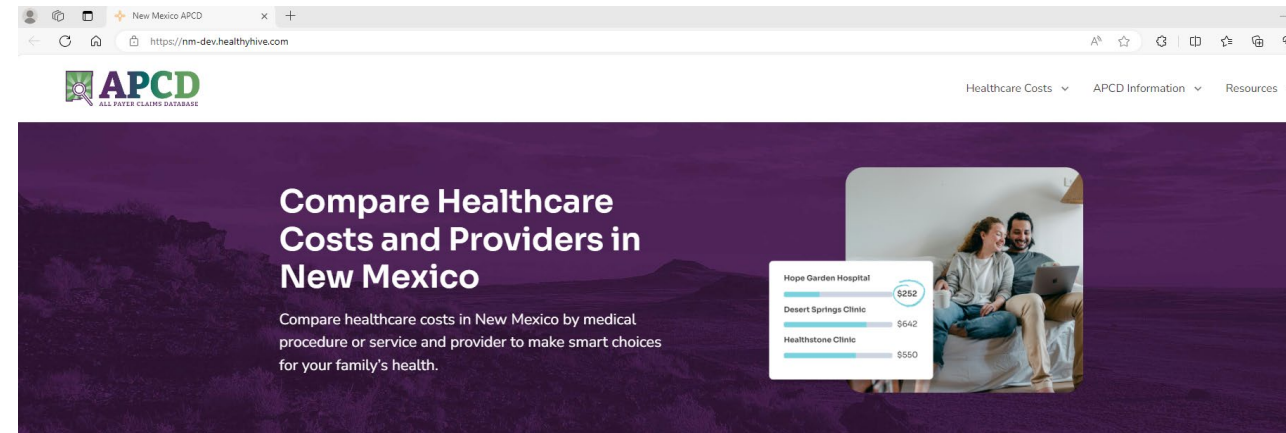 New Mexico APCD
https://nm-dev.healthyhive.com
APCD
ALL PAYER CLAIMS DATABASE
Healthcare Costs
APCD Information
Resources
Compare Healthcare
Costs and Providers in
New Mexico
Compare healthcare costs in New Mexico by medical
procedure or service and provider to make smart choices
for your family's health.
Hope Garden Hospital
$252
Desert Springs Clinic
$642
Healthstone Clinic
$550